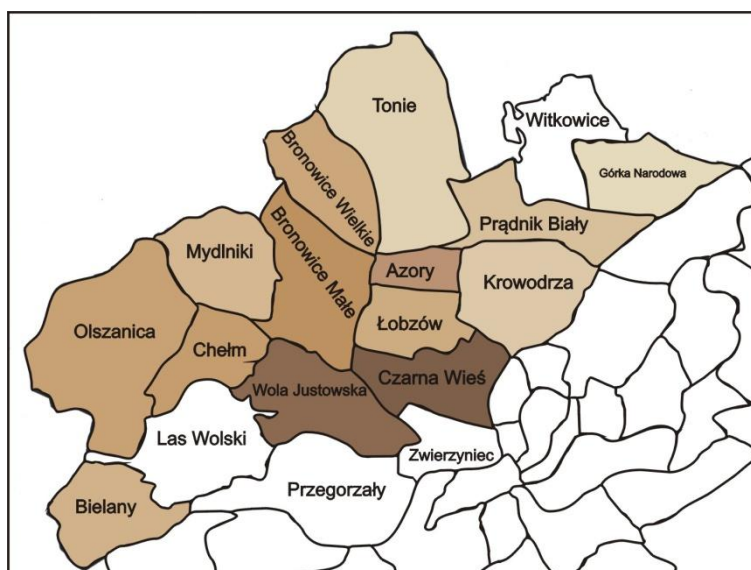 Tonie
Witkowice
Bronowice Wielkie
Górka Narodowa
Prądnik Biały
Mydlniki
Bronowice Małe
Azory
Krowodrza
Olszanica
Łobzów
Chełm
Czarna Wieś
Wola Justowska
Las Wolski
Zwierzyniec
Przegorzały
Bielany